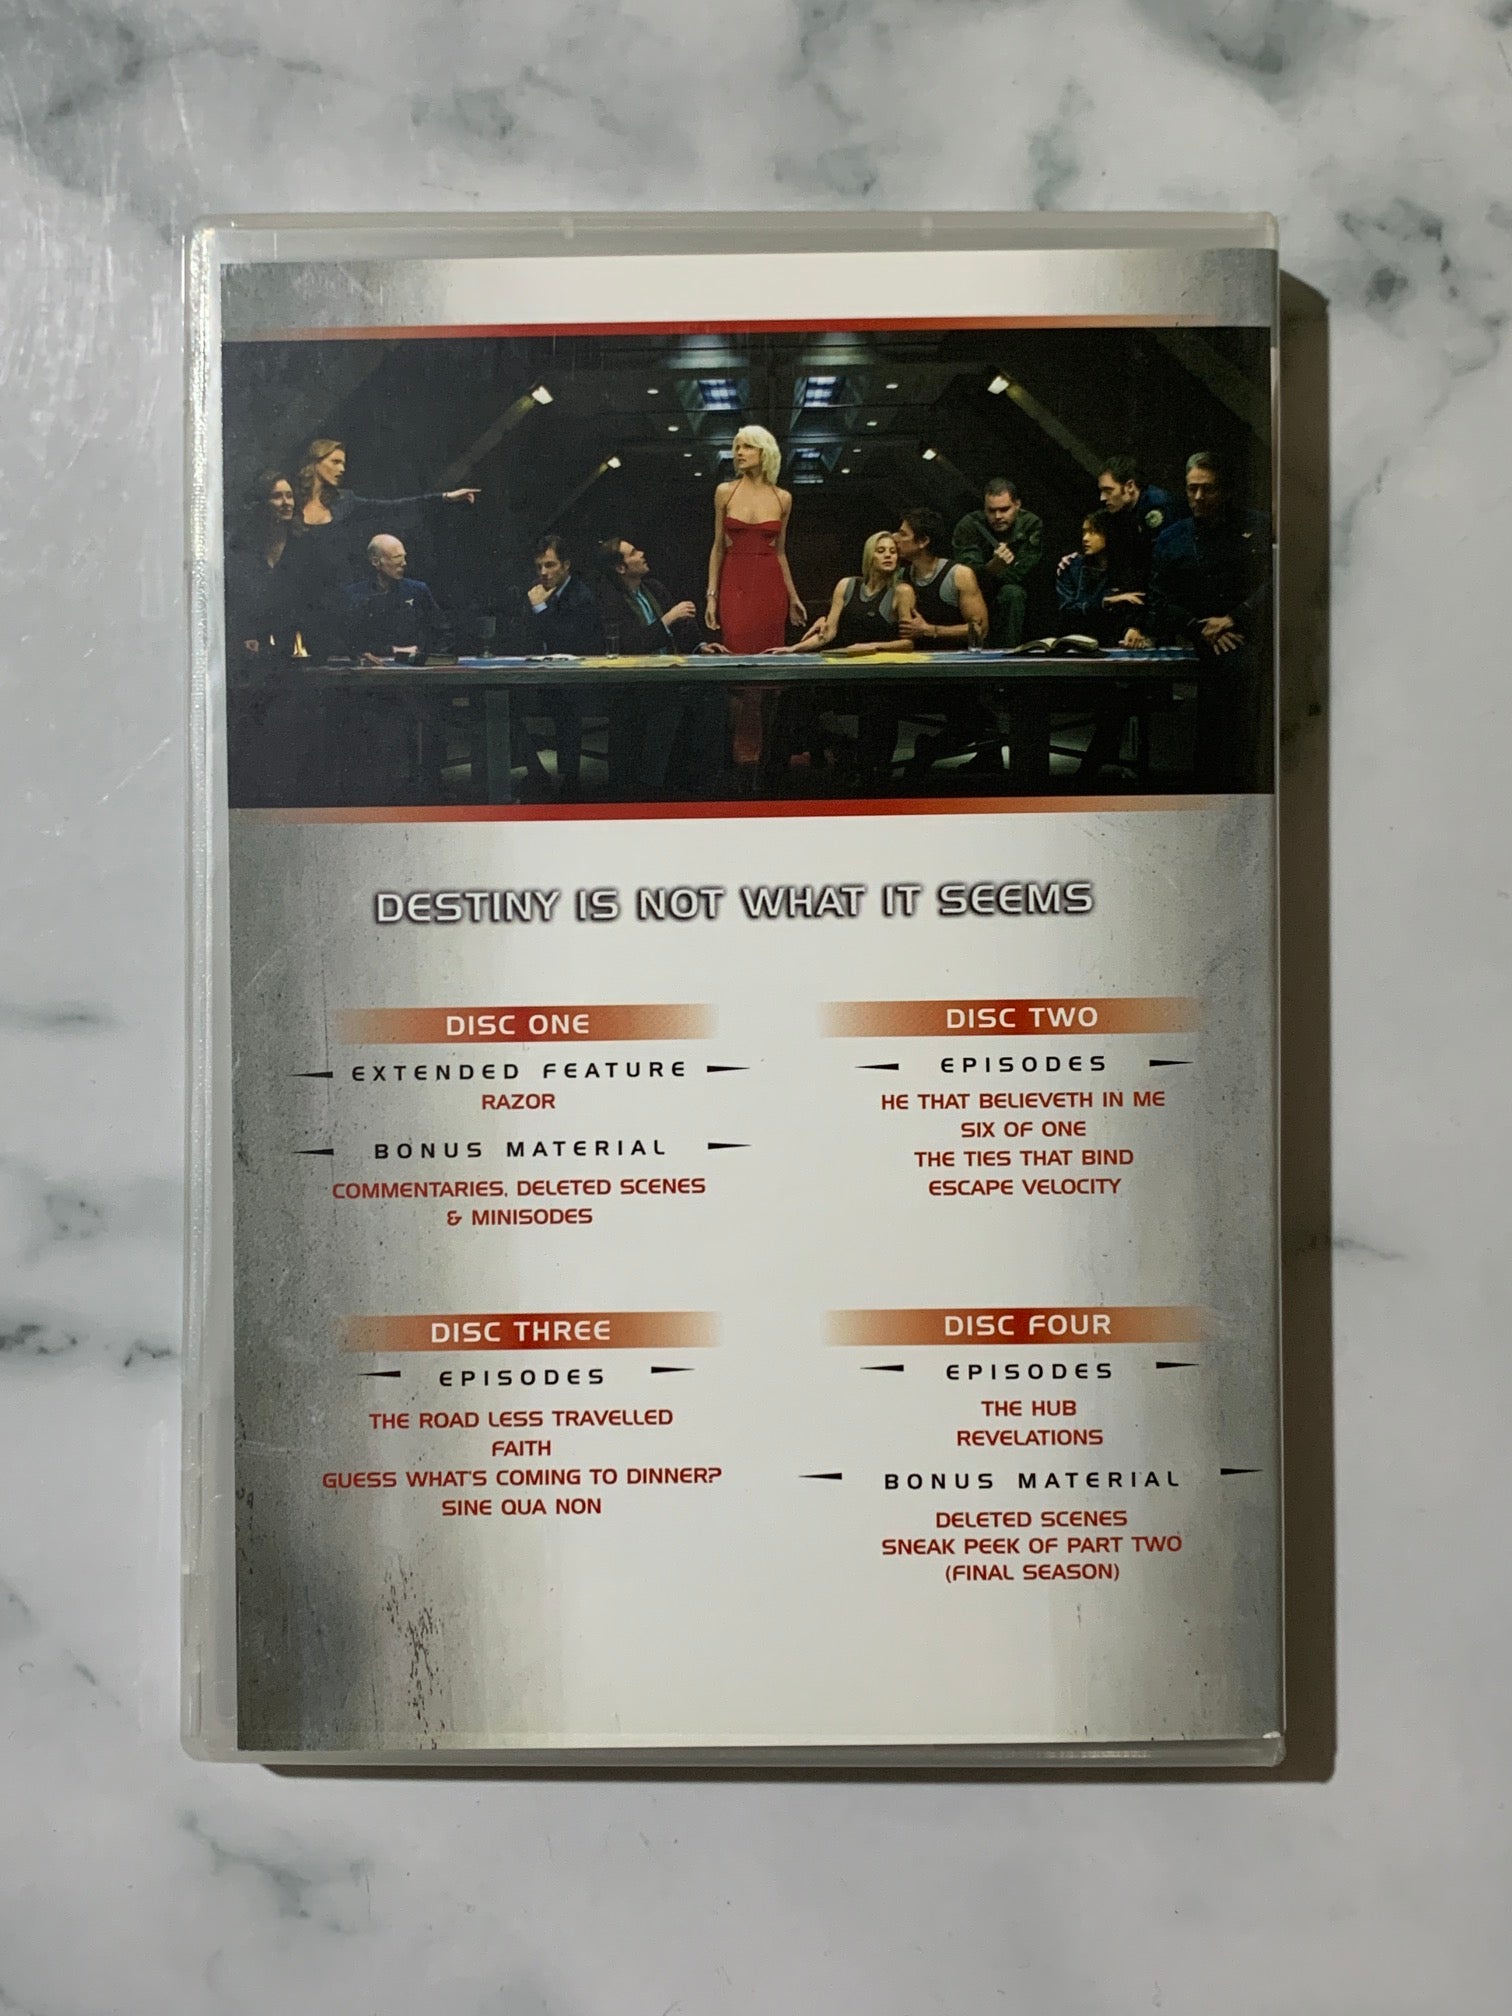 DESTINY IS NOT WHAT IT SEEMS
DISC ONE
EXTENDED FEATURE
RAZOR
BONUS MATERIAL
COMMENTARIES, DELETED SCENES
& MINISODES
DISC TWO
EPISODES
HE THAT BELIEVETH IN ME
SIX OF ONE
THE TIES THAT BIND
ESCAPE VELOCITY
DISC THREE
EPISODES
THE ROAD LESS TRAVELLED
FAITH
GUESS WHAT'S COMING TO DINNER?
SINE QUA NON
DISC FOUR
EPISODES
THE HUB
REVELATIONS
BONUS MATERIAL
DELETED SCENES
SNEAK PEEK OF PART TWO
(FINAL SEASON)